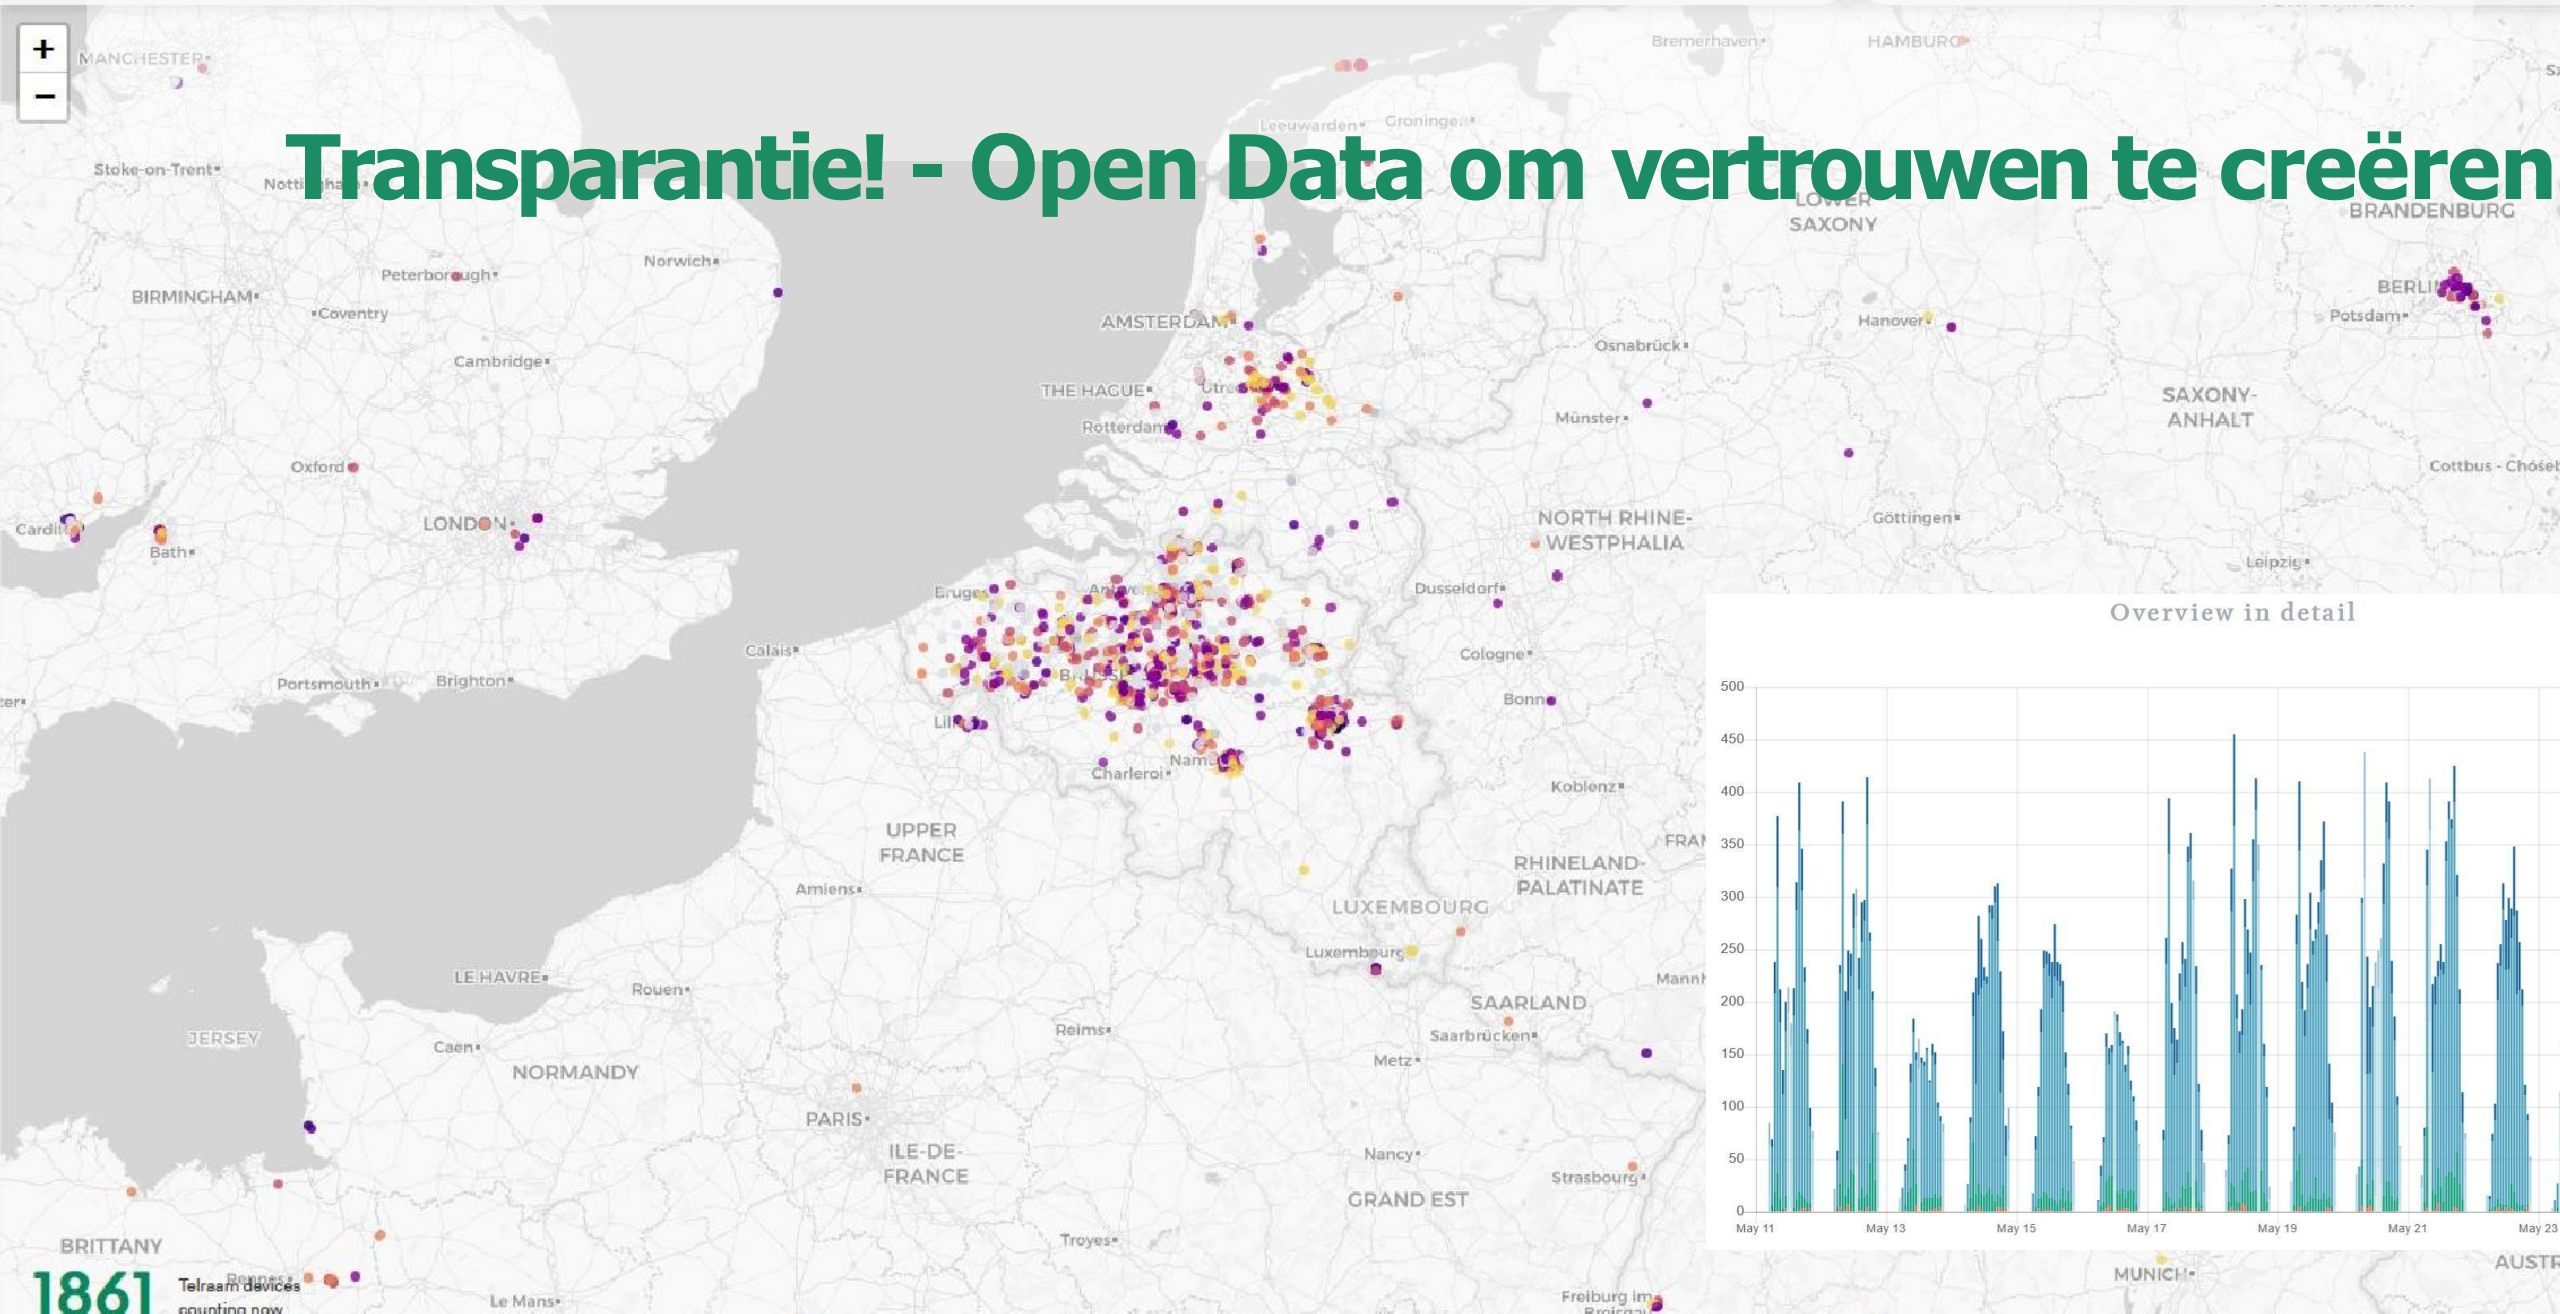 +
−
MANCHESTER
Bremerhaven
HAMBURG
Leeuwarden
Groningen
Transparantie! - Open Data om vertrouwen te creëren
Stoke-on-Trent
LOWER
SAXONY
BRANDENBURG
Peterborough
Norwich
BIRMINGHAM
Coventry
BERLIN
Potsdam
AMSTERDAM
Hanover
Osnabrück
Cambridge
THE HAGUE
SAXONY-
ANHALT
Münster
Rotterdam
Oxford
Cottbus -
LONDON
NORTH RHINE-
WESTPHALIA
Göttingen
Cardiff
Bath
Leipzig
Bruges
Dusseldorf
Overview in detail
Calais
Cologne
Portsmouth
Brighton
Bonn
Charleroi
Koblenz
UPPER
FRANCE
RHINELAND-
PALATINATE
Amiens
LUXEMBOURG
Luxembourg
LE HAVRE
Rouen
SAARLAND
Reims
Saarbrücken
JERSEY
Caen
Metz
NORMANDY
PARIS
ILE-DE-
FRANCE
Nancy
Strasbourg
GRAND EST
Troyes
BRITTANY
Rennes
1861 Telraam devices
counting now
Le Mans
Freiburg im
Breisgau
MUNICH
500
450
400
350
300
250
200
150
100
50
0
May 11 May 13 May 15 May 17 May 19 May 21 May 23